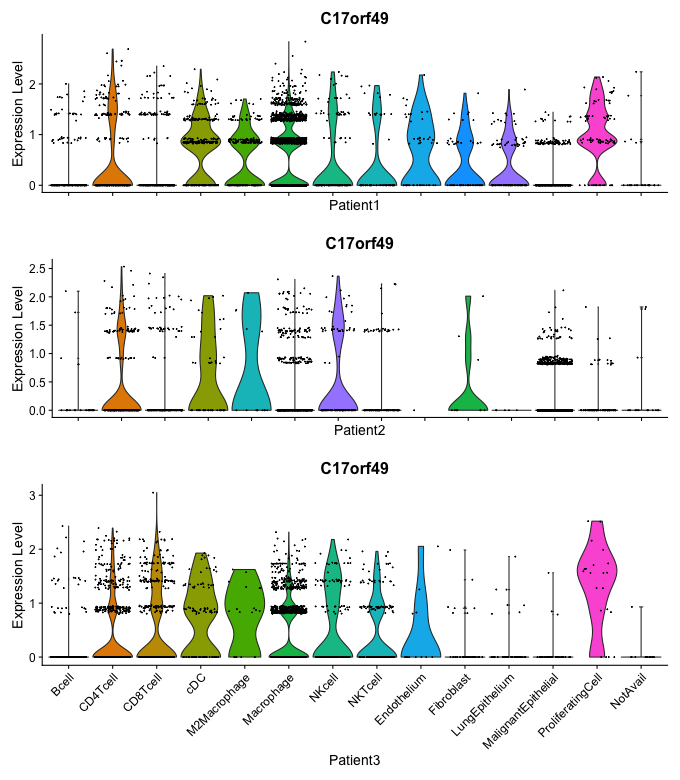 C17orf49
Expression Level
2
1
0
Patient1
C17orf49
Expression Level
2.5
2.0
1.5
1.0
0.5
0.0
Patient2
C17orf49
Expression Level
3
2
1
0
Bcell
CD4Tcell
CD8Tcell
cDC
M2Macrophage
Macrophage
NKcell
NKTcell
Endothelium
Fibroblast
LungEpithelium
MalignantEpithelial
ProliferatingCell
NotAvail
Patient3